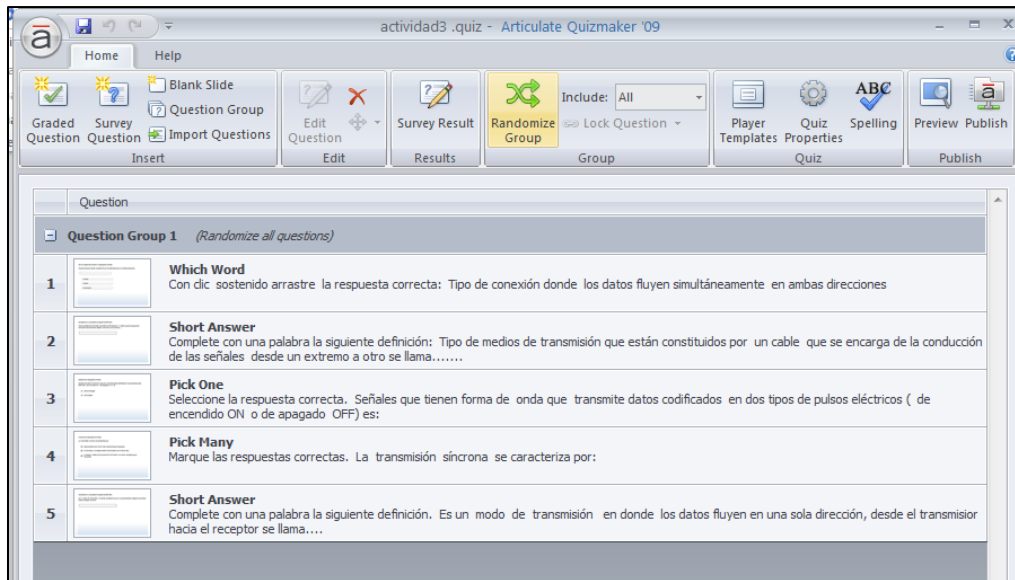 actividad3 .quiz - Articulate Quizmaker '09
Home Help
Graded Question
Survey Question
Blank Slide
Question Group
Import Questions
Insert
Edit Question
Edit
Survey Result
Results
Randomize Group
Include: All
Lock Question
Group
Player Templates
Quiz Properties
ABC
Spelling
Quiz
Preview Publish
Publish
Question
Question Group 1 (Randomize all questions)
1
Which Word
Con clic sostenido arrastre la respuesta correcta: Tipo de conexión donde los datos fluyen simultáneamente en ambas direcciones
2
Short Answer
Complete con una palabra la siguiente definición: Tipo de medios de transmisión que están constituidos por un cable que se encarga de la conducción
de las señales desde un extremo a otro se llama.......
3
Pick One
Seleccione la respuesta correcta. Señales que tienen forma de onda que transmite datos codificados en dos tipos de pulsos eléctricos ( de
encendido ON o de apagado OFF) es:
4
Pick Many
Marque las respuestas correctas. La transmisión síncrona se caracteriza por:
5
Short Answer
Complete con una palabra la siguiente definición. Es un modo de transmisión en donde los datos fluyen en una sola dirección, desde el transmisior
hacia el receptor se llama....